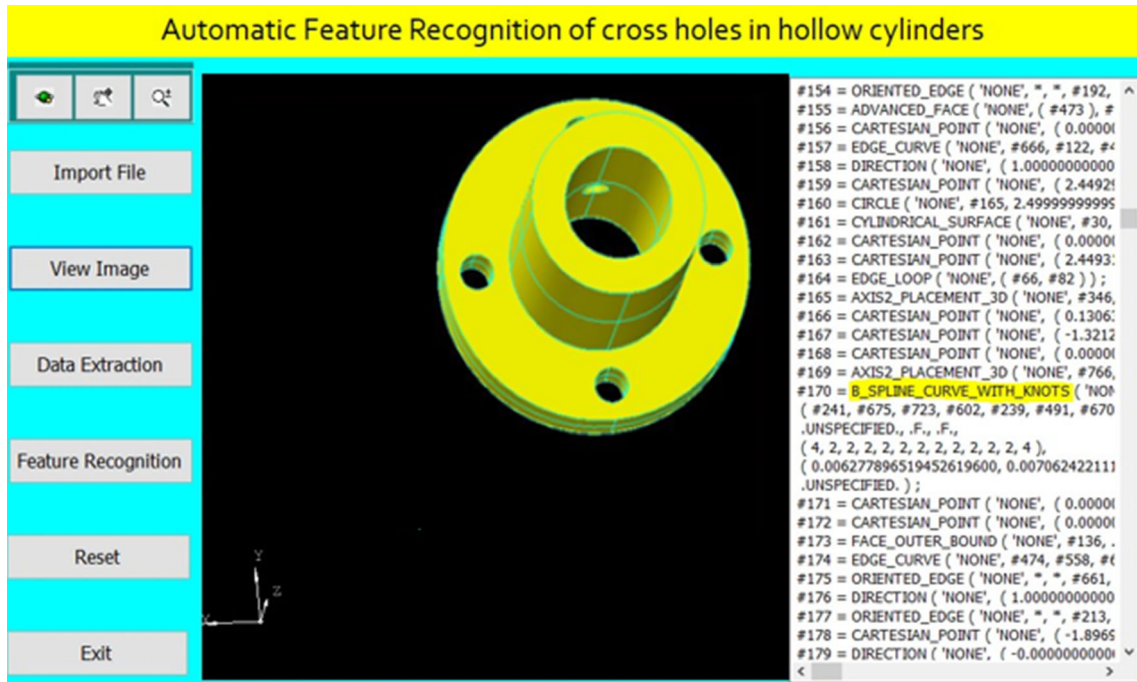 Automatic Feature Recognition of cross holes in hollow cylinders
Import File
View Image
Data Extraction
Feature Recognition
Reset
Exit
Y
Z
X
#154 = ORIENTED_EDGE ( 'NONE', *, *, #192,
#155 = ADVANCED_FACE ( 'NONE', ( #473 ), #
#156 = CARTESIAN_POINT ( 'NONE', ( 0.0000
#157 = EDGE_CURVE ( 'NONE', #666, #122, #4
#158 = DIRECTION ( 'NONE', ( 1.00000000000
#159 = CARTESIAN_POINT ( 'NONE', ( 2.4492
#160 = CIRCLE ( 'NONE', #165, 2.49999999999
#161 = CYLINDRICAL_SURFACE ( 'NONE', #30,
#162 = CARTESIAN_POINT ( 'NONE', ( 0.0000
#163 = CARTESIAN_POINT ( 'NONE', ( 2.4493
#164 = EDGE_LOOP ( 'NONE', ( #66, #82 ) ) ;
#165 = AXIS2_PLACEMENT_3D ( 'NONE', #346,
#166 = CARTESIAN_POINT ( 'NONE', ( 0.1306
#167 = CARTESIAN_POINT ( 'NONE', ( -1.3212
#168 = CARTESIAN_POINT ( 'NONE', ( 0.0000
#169 = AXIS2_PLACEMENT_3D ( 'NONE', #766,
#170 = B_SPLINE_CURVE_WITH_KNOTS ( 'NON
( #241, #675, #723, #602, #239, #491, #670
.UNSPECIFIED., .F., .F.,
( 4, 2, 2, 2, 2, 2, 2, 2, 2, 2, 2, 2, 2, 4 ),
( 0.006277896519452619600, 0.007062422111
.UNSPECIFIED. ) ;
#171 = CARTESIAN_POINT ( 'NONE', ( 0.0000
#172 = CARTESIAN_POINT ( 'NONE', ( 0.0000
#173 = FACE_OUTER_BOUND ( 'NONE', #136, .
#174 = EDGE_CURVE ( 'NONE', #474, #558, #6
#175 = ORIENTED_EDGE ( 'NONE', *, *, #661,
#176 = DIRECTION ( 'NONE', ( 1.00000000000
#177 = ORIENTED_EDGE ( 'NONE', *, *, #213,
#178 = CARTESIAN_POINT ( 'NONE', ( -1.8969
#179 = DIRECTION ( 'NONE', ( -0.0000000000